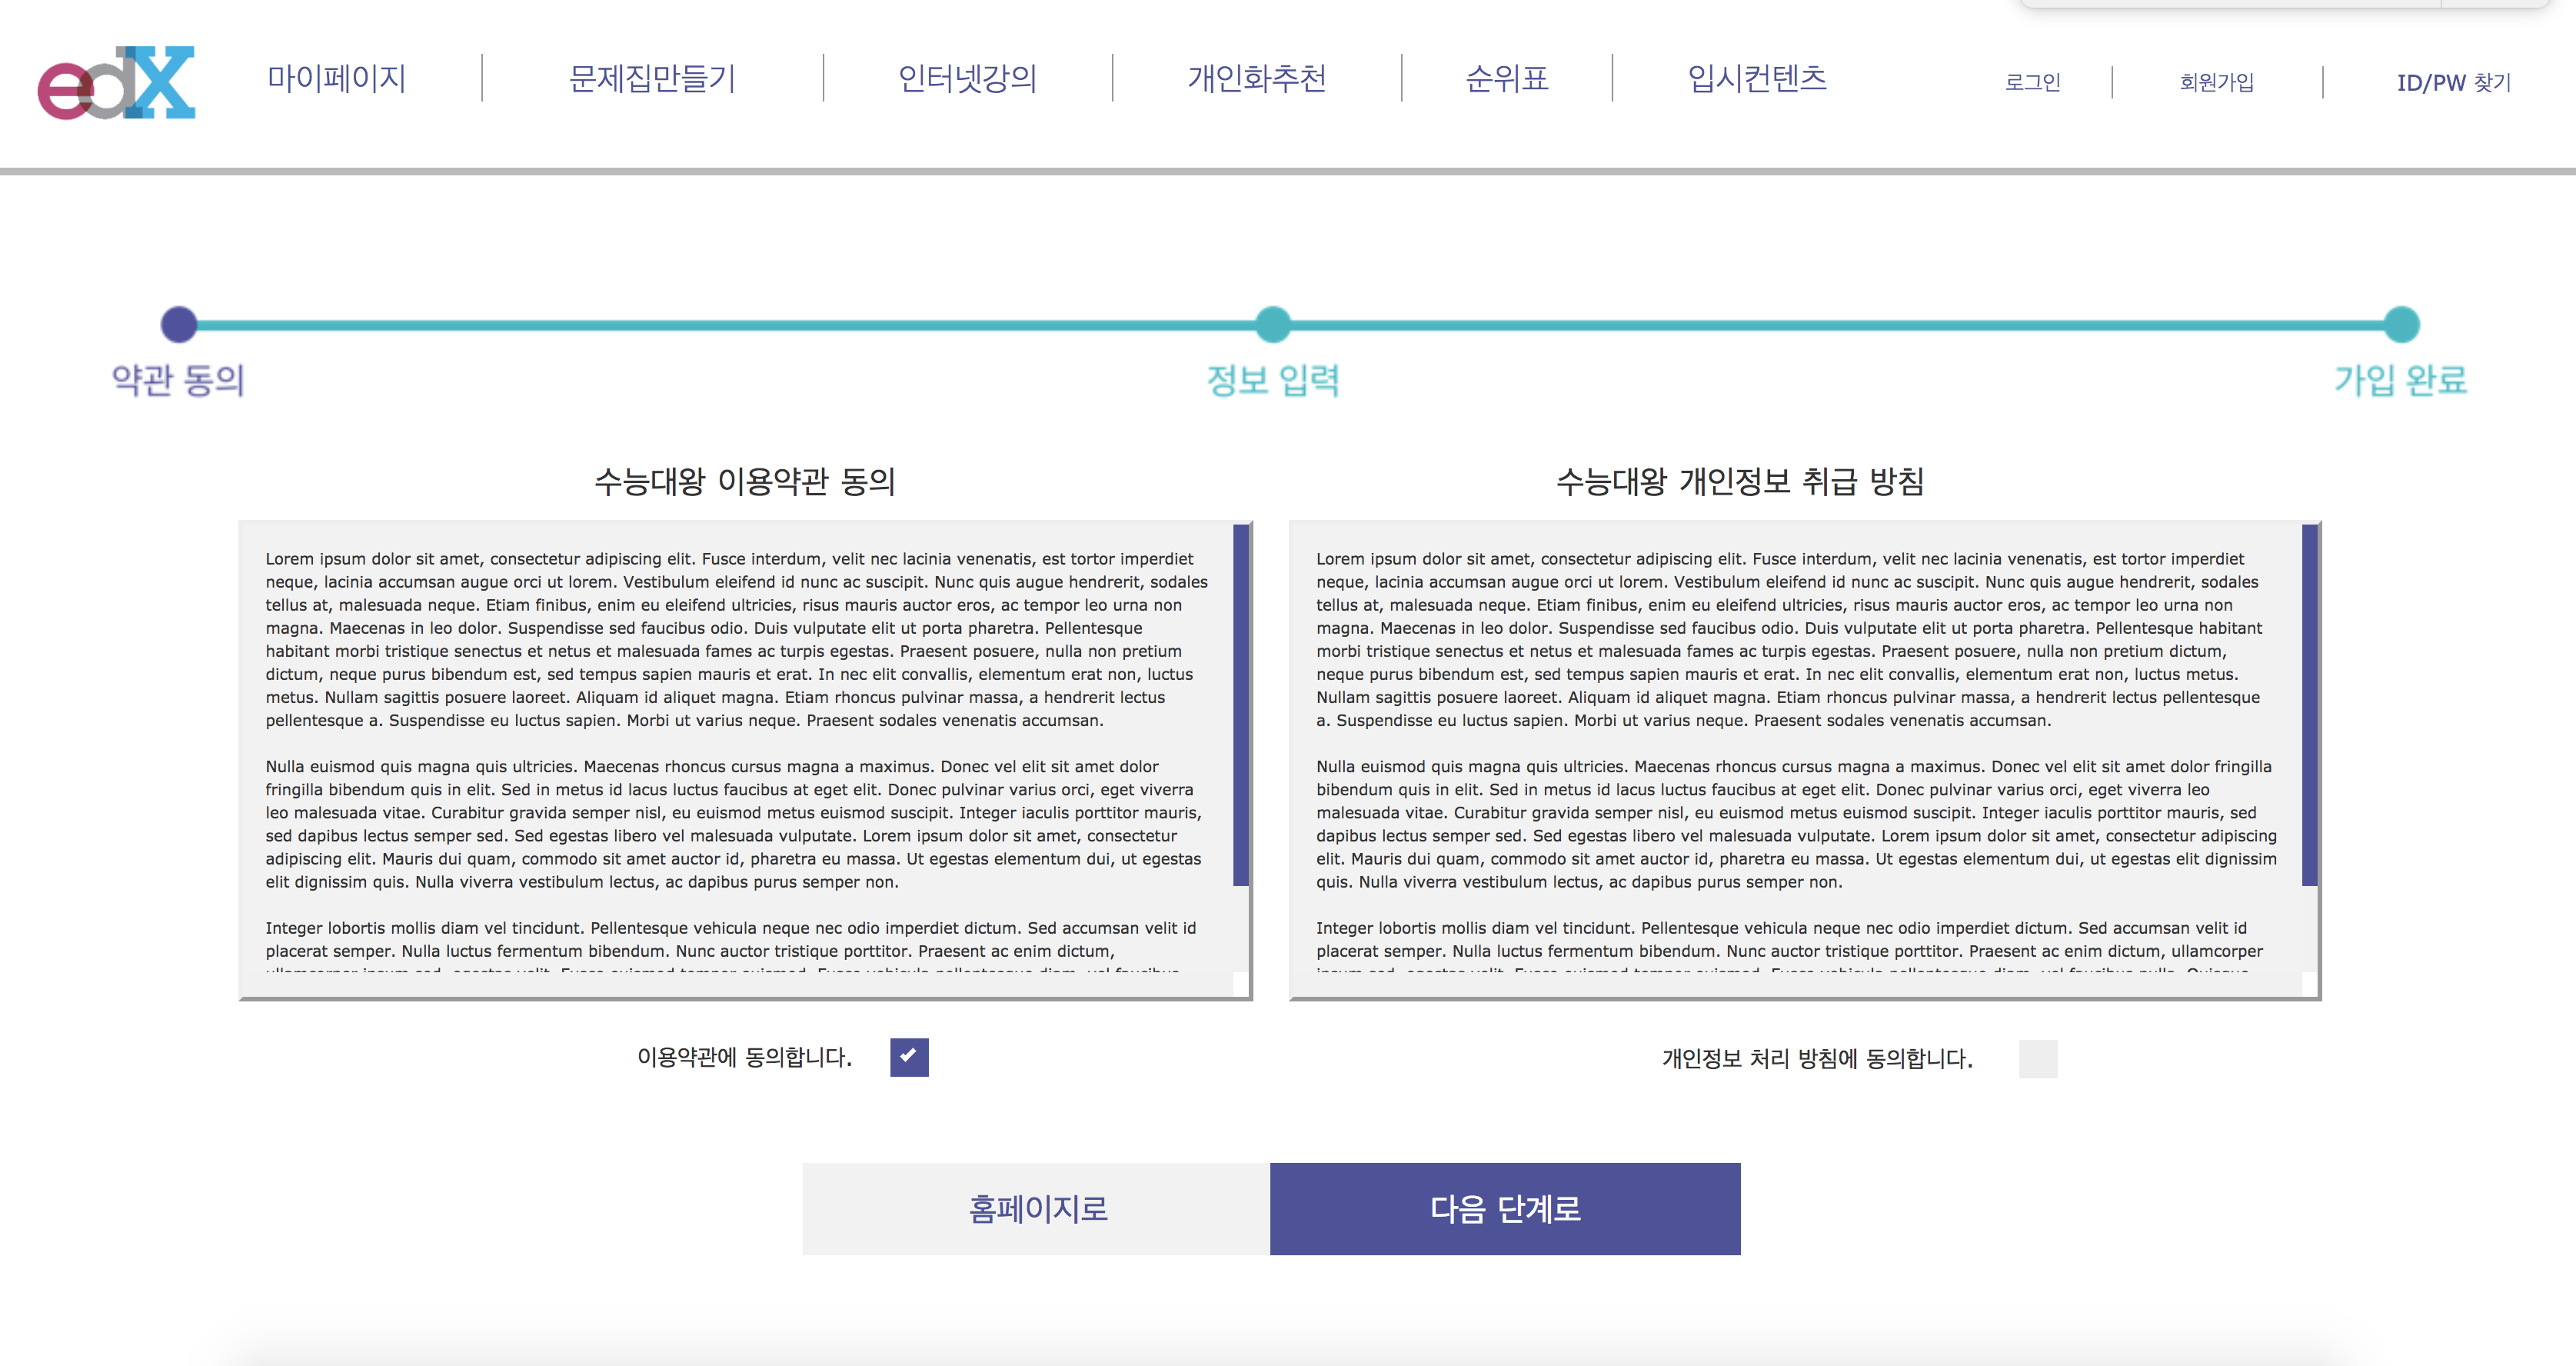 edX
마이페이지
문제집만들기
인터넷강의
개인화추천
순위표
입시컨텐츠
로그인
회원가입
ID/PW 찾기
약관 동의
정보 입력
가입 완료
수능대왕 이용약관 동의
Lorem ipsum dolor sit amet, consectetur adipiscing elit. Fusce interdum, velit nec lacinia venenatis, est tortor imperdiet
neque, lacinia accumsan augue orci ut lorem. Vestibulum eleifend id nunc ac suscipit. Nunc quis augue hendrerit, sodales
tellus at, malesuada neque. Etiam finibus, enim eu eleifend ultricies, risus mauris auctor eros, ac tempor leo urna non
magna. Maecenas in leo dolor. Suspendisse sed faucibus odio. Duis vulputate elit ut porta pharetra. Pellentesque
habitant morbi tristique senectus et netus et malesuada fames ac turpis egestas. Praesent posuere, nulla non pretium
dictum, neque purus bibendum est, sed tempus sapien mauris et erat. In nec elit convallis, elementum erat non, luctus
metus. Nullam sagittis posuere laoreet. Aliquam id aliquet magna. Etiam rhoncus pulvinar massa, a hendrerit lectus
pellentesque a. Suspendisse eu luctus sapien. Morbi ut varius neque. Praesent sodales venenatis accumsan.
Nulla euismod quis magna quis ultricies. Maecenas rhoncus cursus magna a maximus. Donec vel elit sit amet dolor
fringilla bibendum quis in elit. Sed in metus id lacus luctus faucibus at eget elit. Donec pulvinar varius orci, eget viverra
leo malesuada vitae. Curabitur gravida semper nisl, eu euismod metus euismod suscipit. Integer iaculis porttitor mauris,
sed dapibus lectus semper sed. Sed egestas libero vel malesuada vulputate. Lorem ipsum dolor sit amet, consectetur
adipiscing elit. Mauris dui quam, commodo sit amet auctor id, pharetra eu massa. Ut egestas elementum dui, ut egestas
elit dignissim quis. Nulla viverra vestibulum lectus, ac dapibus purus semper non.
Integer lobortis mollis diam vel tincidunt. Pellentesque vehicula neque nec odio imperdiet dictum. Sed accumsan velit id
placerat semper. Nulla luctus fermentum bibendum. Nunc auctor tristique porttitor. Praesent ac enim dictum,
이용약관에 동의합니다.
수능대왕 개인정보 취급 방침
Lorem ipsum dolor sit amet, consectetur adipiscing elit. Fusce interdum, velit nec lacinia venenatis, est tortor imperdiet
neque, lacinia accumsan augue orci ut lorem. Vestibulum eleifend id nunc ac suscipit. Nunc quis augue hendrerit, sodales
tellus at, malesuada neque. Etiam finibus, enim eu eleifend ultricies, risus mauris auctor eros, ac tempor leo urna non
magna. Maecenas in leo dolor. Suspendisse sed faucibus odio. Duis vulputate elit ut porta pharetra. Pellentesque habitant
morbi tristique senectus et netus et malesuada fames ac turpis egestas. Praesent posuere, nulla non pretium dictum,
neque purus bibendum est, sed tempus sapien mauris et erat. In nec elit convallis, elementum erat non, luctus metus.
Nullam sagittis posuere laoreet. Aliquam id aliquet magna. Etiam rhoncus pulvinar massa, a hendrerit lectus pellentesque
a. Suspendisse eu luctus sapien. Morbi ut varius neque. Praesent sodales venenatis accumsan.
Nulla euismod quis magna quis ultricies. Maecenas rhoncus cursus magna a maximus. Donec vel elit sit amet dolor fringilla
bibendum quis in elit. Sed in metus id lacus luctus faucibus at eget elit. Donec pulvinar varius orci, eget viverra leo
malesuada vitae. Curabitur gravida semper nisl, eu euismod metus euismod suscipit. Integer iaculis porttitor mauris, sed
dapibus lectus semper sed. Sed egestas libero vel malesuada vulputate. Lorem ipsum dolor sit amet, consectetur adipiscing
elit. Mauris dui quam, commodo sit amet auctor id, pharetra eu massa. Ut egestas elementum dui, ut egestas elit dignissim
quis. Nulla viverra vestibulum lectus, ac dapibus purus semper non.
Integer lobortis mollis diam vel tincidunt. Pellentesque vehicula neque nec odio imperdiet dictum. Sed accumsan velit id
placerat semper. Nulla luctus fermentum bibendum. Nunc auctor tristique porttitor. Praesent ac enim dictum, ullamcorper
개인정보 처리 방침에 동의합니다.
홈페이지로
다음 단계로